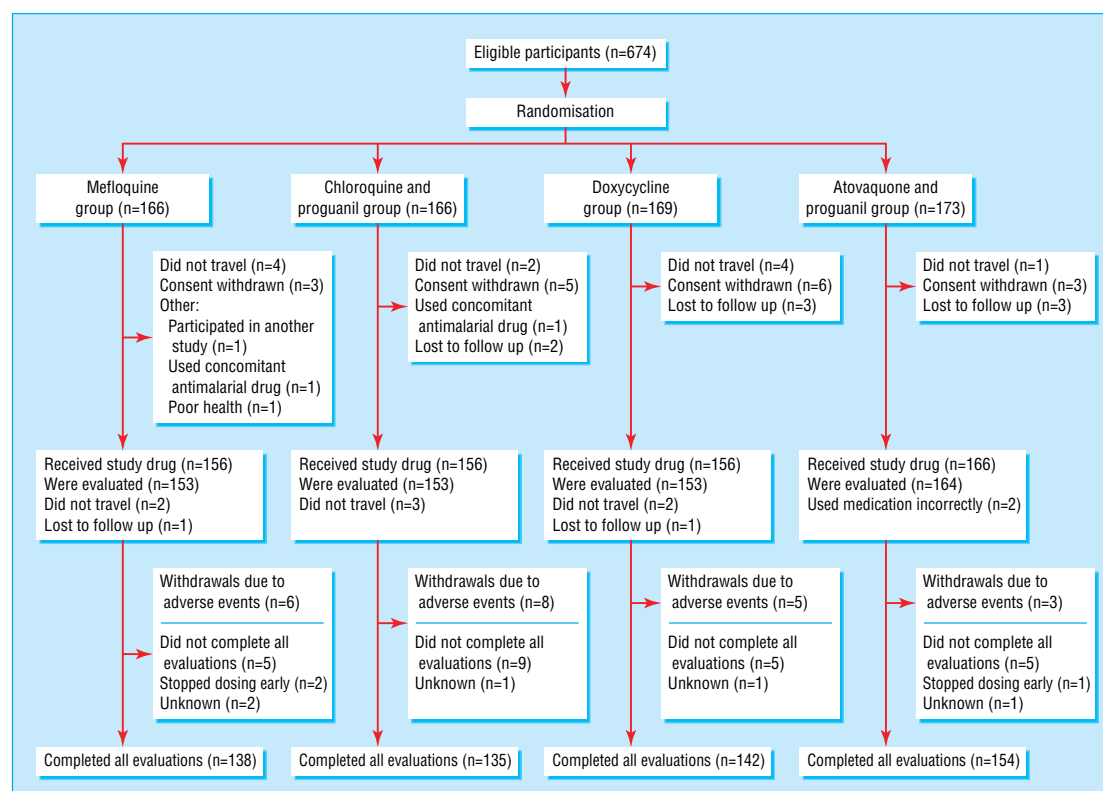 Eligible participants (n=674)
Randomisation
Mefloquine
group (n=166)
Chloroquine and
proguanil group (n=166)
Doxycycline
group (n=169)
Atovaquone and
proguanil group (n=173)
Did not travel (n=4)
Consent withdrawn (n=3)
Other:
Participated in another
study (n=1)
Used concomitant
antimalarial drug (n=1)
Poor health (n=1)
Did not travel (n=2)
Consent withdrawn (n=5)
Used concomitant
antimalarial drug (n=1)
Lost to follow up (n=2)
Did not travel (n=4)
Consent withdrawn (n=6)
Lost to follow up (n=3)
Did not travel (n=1)
Consent withdrawn (n=3)
Lost to follow up (n=3)
Received study drug (n=156)
Were evaluated (n=153)
Did not travel (n=2)
Lost to follow up (n=1)
Received study drug (n=156)
Were evaluated (n=153)
Did not travel (n=3)
Received study drug (n=156)
Were evaluated (n=153)
Did not travel (n=2)
Lost to follow up (n=1)
Received study drug (n=166)
Were evaluated (n=164)
Used medication incorrectly (n=2)
Withdrawals due to
adverse events (n=6)
Did not complete all
evaluations (n=5)
Stopped dosing early (n=2)
Unknown (n=2)
Withdrawals due to
adverse events (n=8)
Did not complete all
evaluations (n=9)
Unknown (n=1)
Withdrawals due to
adverse events (n=5)
Did not complete all
evaluations (n=5)
Unknown (n=1)
Withdrawals due to
adverse events (n=3)
Did not complete all
evaluations (n=5)
Stopped dosing early (n=1)
Unknown (n=1)
Completed all evaluations (n=138)
Completed all evaluations (n=135)
Completed all evaluations (n=142)
Completed all evaluations (n=154)